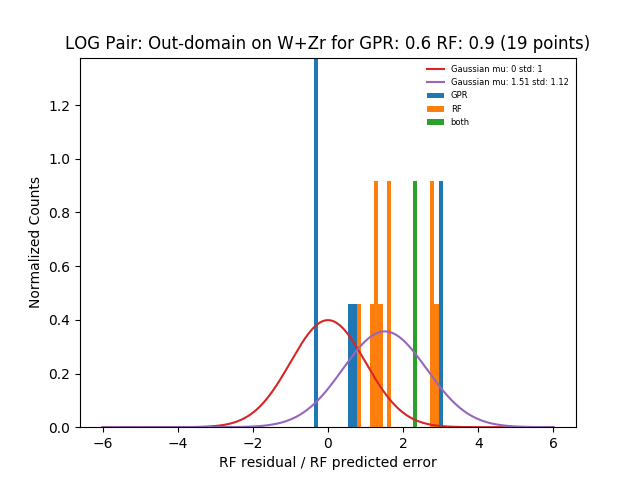 LOG Pair: Out-domain on W+Zr for GPR: 0.6 RF: 0.9 (19 points)
Gaussian mu: 0 std: 1
Gaussian mu: 1.51 std: 1.12
GPR
RF
both
Normalized Counts
1.2
1.0
0.8
0.6
0.4
0.2
0.0
−6 −4 −2 0 2 4 6
RF residual / RF predicted error